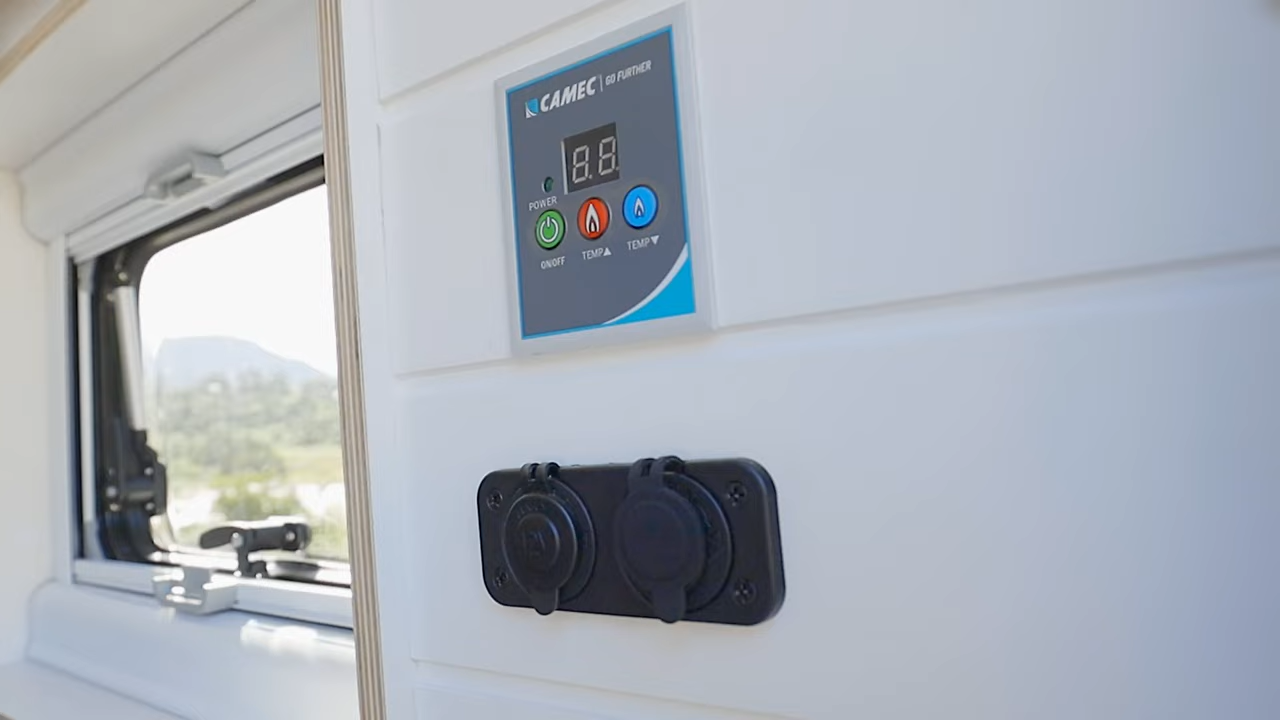 CAMEC | GO FURTHER
8.8.
POWER
ON/OFF
TEMP▲
TEMP▼